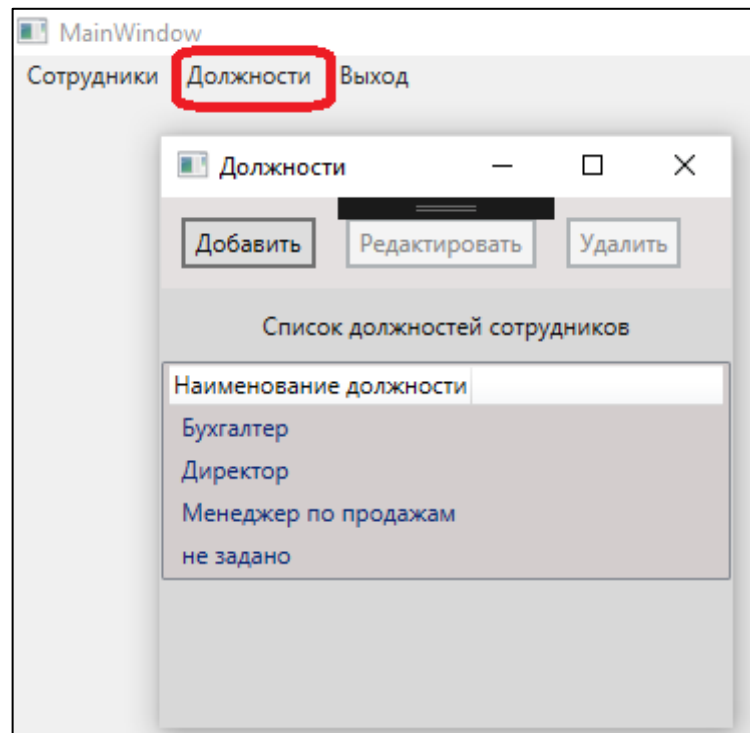 MainWindow
Сотрудники Должности Выход
Должности
Добавить Редактировать Удалить
Список должностей сотрудников
Наименование должности
Бухгалтер
Директор
Менеджер по продажам
не задано